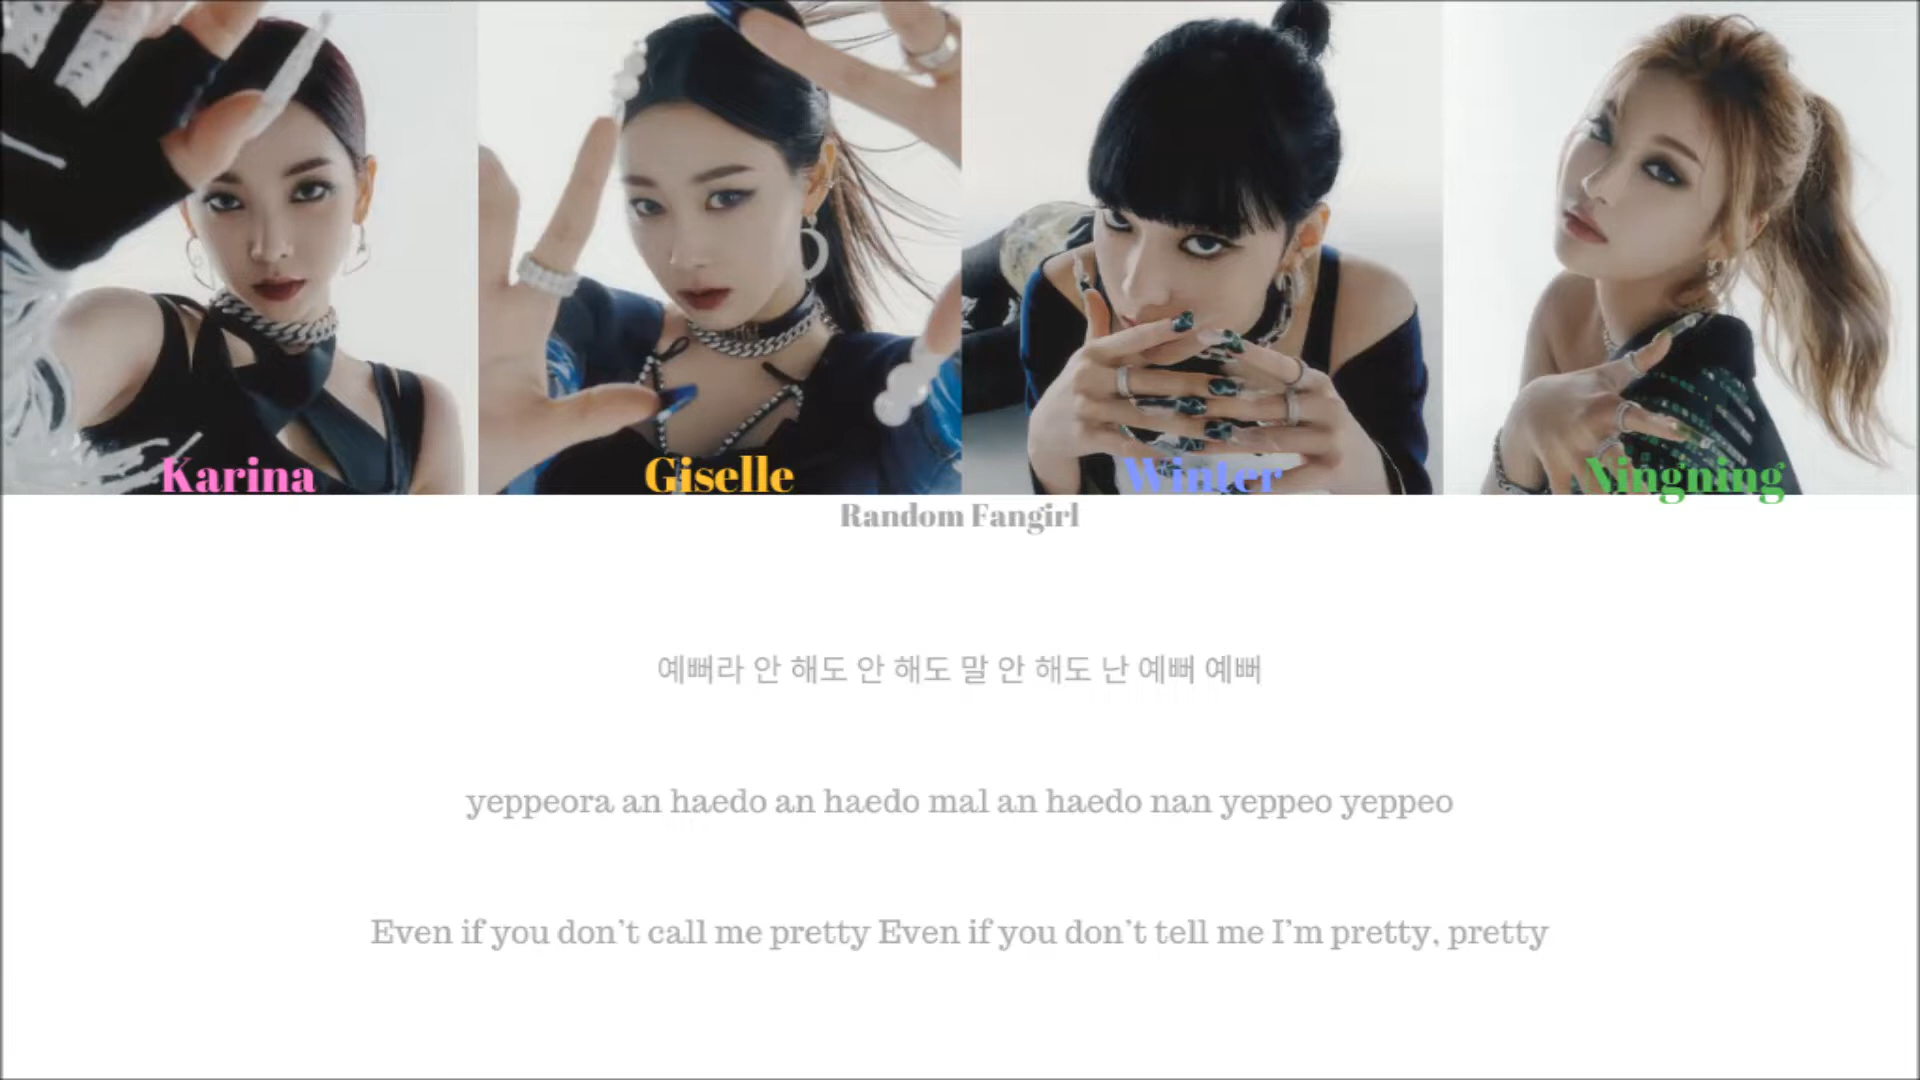 Karina
Giselle
Winter
Ningning
Random Fangirl
예뻐라 안 해도 안 해도 말 안 해도 난 예뻐 예뻐
yeppeora an haedo an haedo mal an haedo nan yeppeo yeppeo
Even if you don't call me pretty Even if you don't tell me I'm pretty, pretty